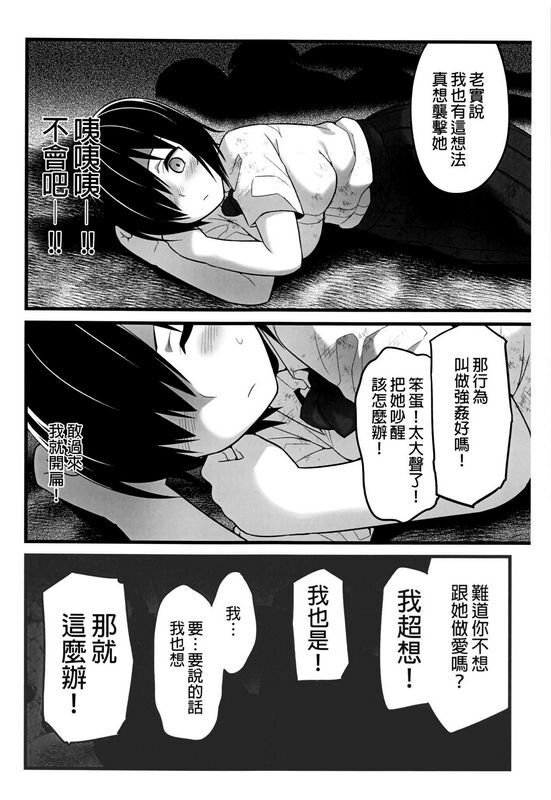 老實說
我也有這想法
真想襲擊她
咦咦咦—!!
不會吧—!!
那行為
叫做強姦好嗎！
笨蛋！太大聲了！
把她吵醒
該怎麼辦！
敢過來
我就開扁！
難道你不想
跟她做愛嗎？
我超想！
我也是！
我…
要…要說的話
我也想
那就
這麼辦！